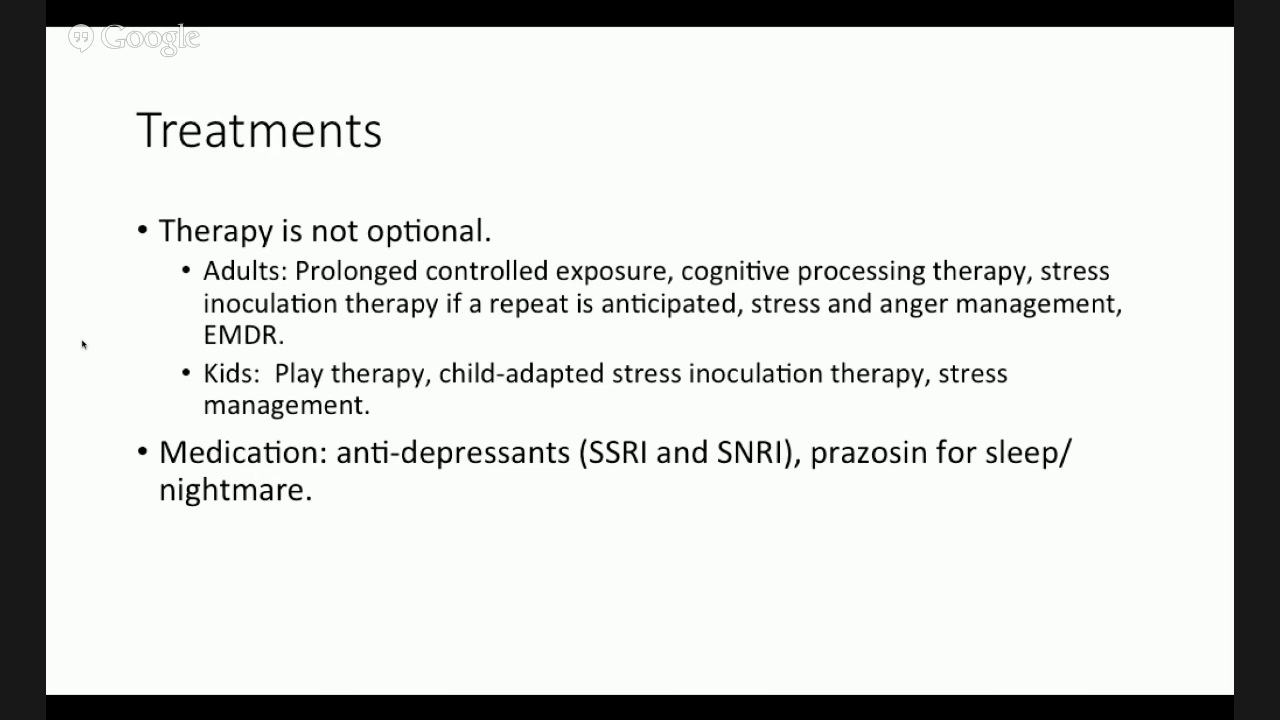 Google
Treatments
• Therapy is not optional.
• Adults: Prolonged controlled exposure, cognitive processing therapy, stress
inoculation therapy if a repeat is anticipated, stress and anger management,
EMDR.
• Kids:  Play therapy, child-adapted stress inoculation therapy, stress
management.
• Medication: anti-depressants (SSRI and SNRI), prazosin for sleep/
nightmare.